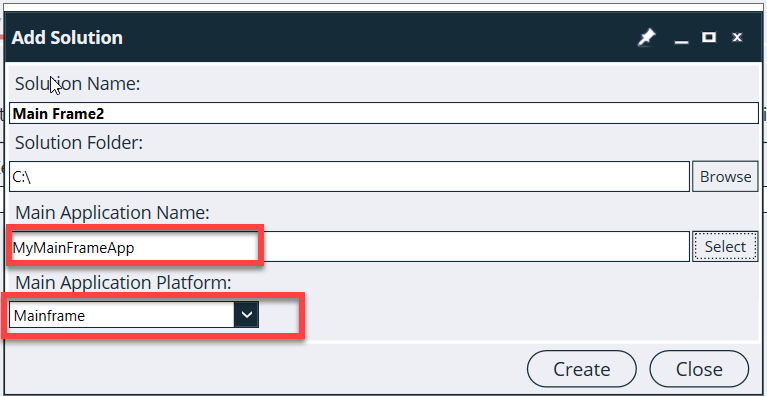 Add Solution
Solution Name:
Main Frame2
Solution Folder:
C:\
Browse
Main Application Name:
MyMainFrameApp
Select
Main Application Platform:
Mainframe
Create
Close